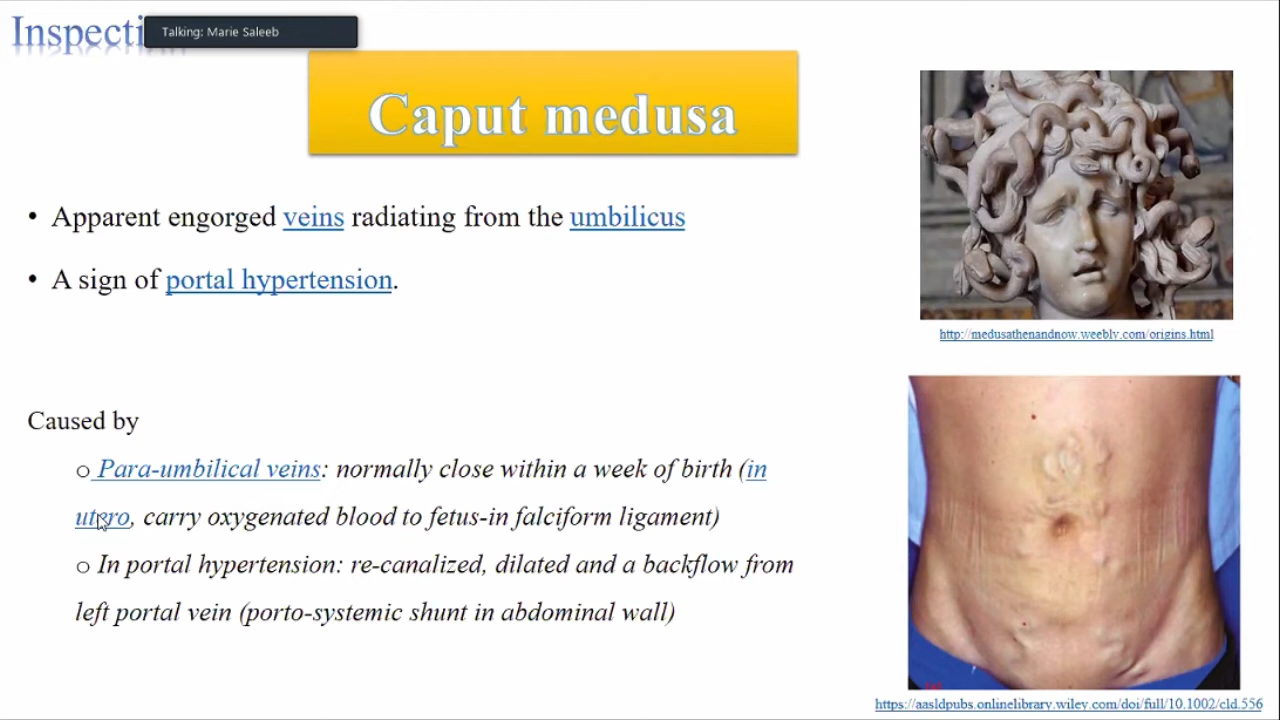 Inspecti
Talking: Marie Saleeb
Caput medusa
• Apparent engorged veins radiating from the umbilicus
• A sign of portal hypertension.
http://medusathenandnow.weebly.com/origins.html
Caused by
o Para-umbilical veins: normally close within a week of birth (in
utero, carry oxygenated blood to fetus-in falciform ligament)
o In portal hypertension: re-canalized, dilated and a backflow from
left portal vein (porto-systemic shunt in abdominal wall)
https://aasldpubs.onlinelibrary.wiley.com/doi/full/10.1002/cld.556